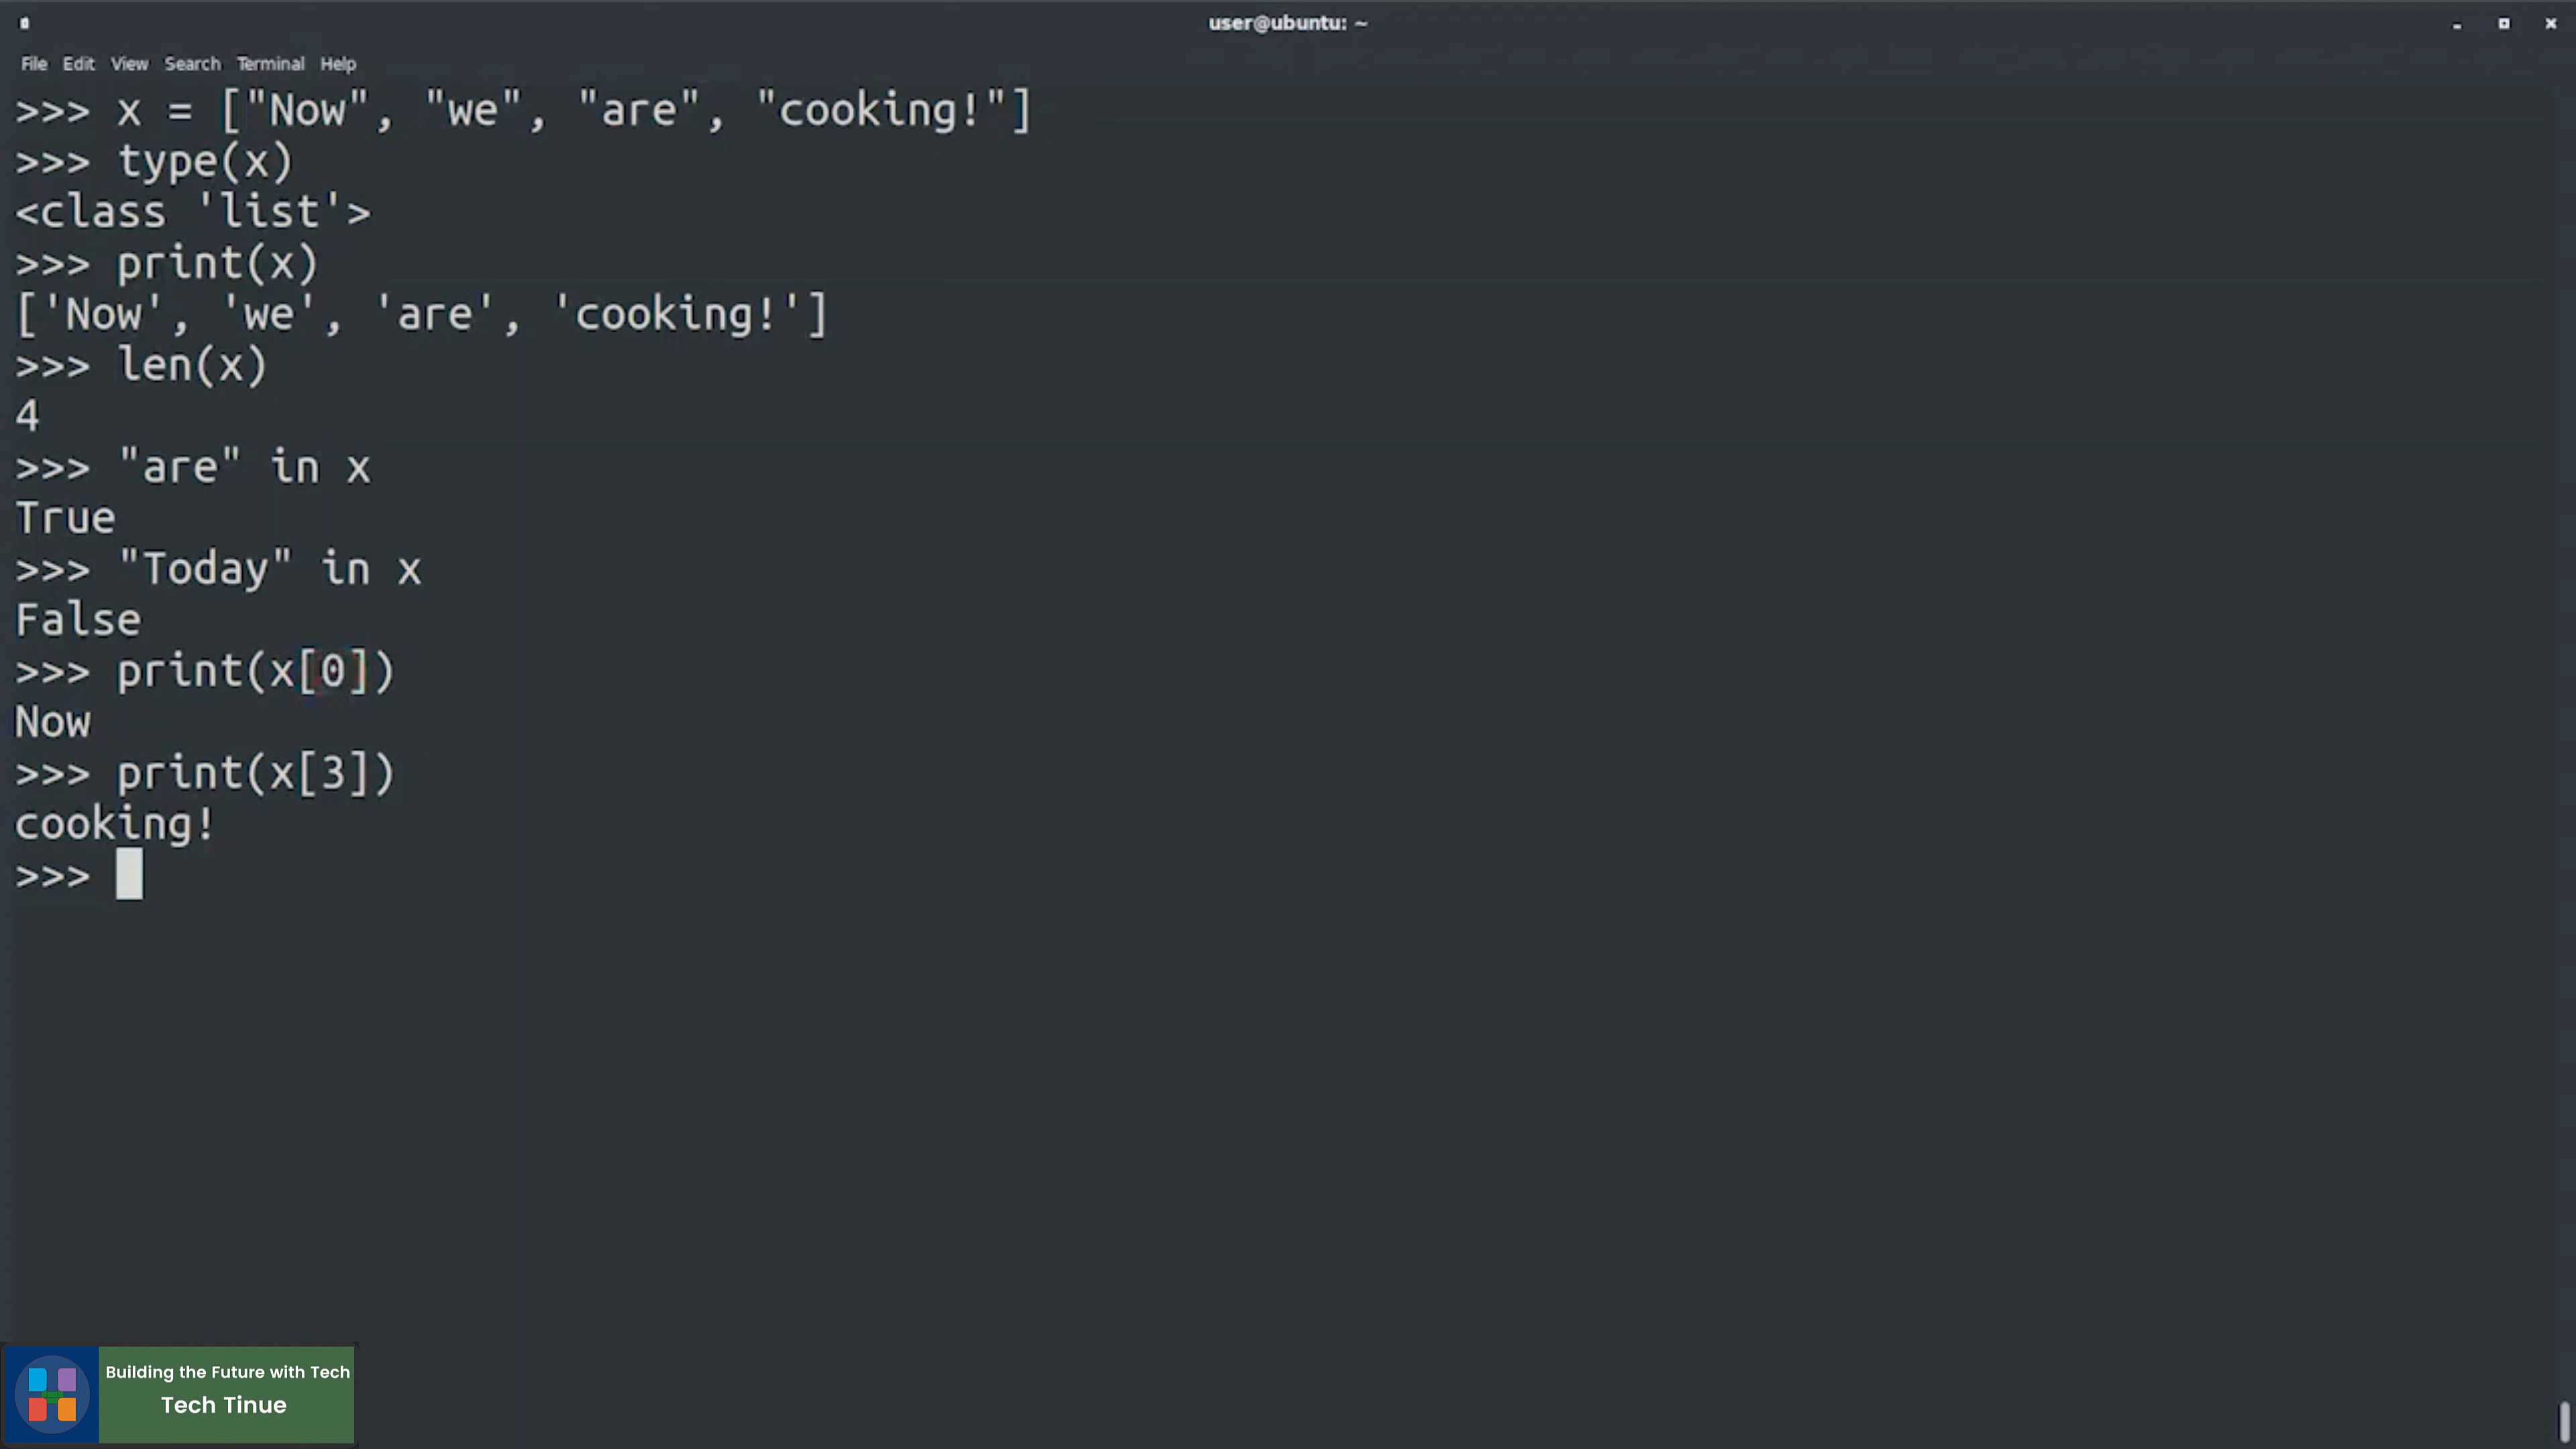 user@ubuntu: ~
File Edit View Search Terminal Help
>>> x = ["Now", "we", "are", "cooking!"]
>>> type(x)
<class 'list'>
>>> print(x)
['Now', 'we', 'are', 'cooking!']
>>> len(x)
4
>>> "are" in x
True
>>> "Today" in x
False
>>> print(x[0])
Now
>>> print(x[3])
cooking!
>>>
Building the Future with Tech
Tech Tinue